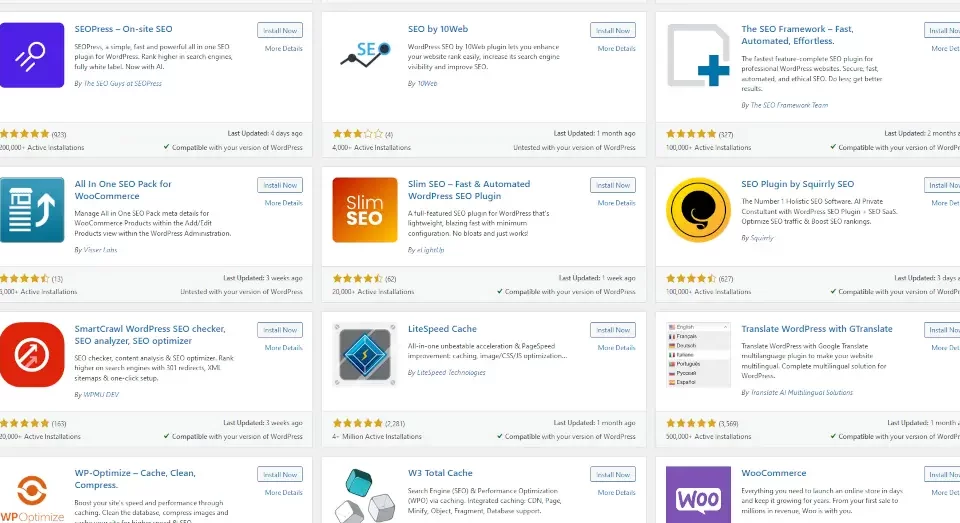 SEOPress – On-site SEO
Install Now
More Details
SEOPress, a simple, fast and powerful all in one SEO
plugin for WordPress. Rank higher in search engines,
fully white label. Now with AI.
By The SEO Guys at SEOPress
(923)
Last Updated: 4 days ago
200,000+ Active Installations
Compatible with your version of WordPress
SEO
SEO by 10Web
Install Now
More Details
WordPress SEO by 10Web plugin lets you enhance
your website rank easily, increase its search engine
visibility and improve SEO.
By 10Web
(4)
Last Updated: 1 month ago
4,000+ Active Installations
Untested with your version of WordPress
The SEO Framework – Fast,
Automated, Effortless.
Install No
More Det
The fastest feature-complete SEO plugin for
professional WordPress websites. Secure, fast,
automated, and ethical SEO. Do less; get better
results.
By The SEO Framework Team
(327)
Last Updated: 2 months a
100,000+ Active Installations
Compatible with your version of WordPre
All In One SEO Pack for
WooCommerce
Install Now
More Details
Manage All in One SEO Pack meta details for
WooCommerce Products within the Add/Edit
Products view within the WordPress Administration.
By Visser Labs
(13)
Last Updated: 3 weeks ago
,000+ Active Installations
Untested with your version of WordPress
Slim
SEO
Slim SEO – Fast & Automated
WordPress SEO Plugin
Install Now
More Details
A full-featured SEO plugin for WordPress that's
lightweight, blazing fast with minimum
configuration. No bloats and just works!
By eLightUp
(62)
Last Updated: 1 week ago
20,000+ Active Installations
Compatible with your version of WordPress
SEO Plugin by Squirrly SEO
Install No
More Det
The Number 1 Holistic SEO Software. AI Private
Consultant with WordPress SEO Plugin + SEO SaaS.
Optimize SEO traffic & Boost SEO rankings.
By Squirrly
(627)
Last Updated: 3 days a
100,000+ Active Installations
Compatible with your version of WordPre
SmartCrawl WordPress SEO checker,
SEO analyzer, SEO optimizer
Install Now
More Details
SEO checker, content analysis & SEO optimizer. Rank
higher on search engines with 301 redirects, XML
sitemaps & one-click setup.
By WPMU DEV
(163)
Last Updated: 3 weeks ago
20,000+ Active Installations
Compatible with your version of WordPress
LiteSpeed Cache
Install Now
More Details
All-in-one unbeatable acceleration & PageSpeed
improvement: caching, image/CSS/JS optimization...
By LiteSpeed Technologies
(2,281)
Last Updated: 1 month ago
4+ Million Active Installations
Compatible with your version of WordPress
English
Français
Deutsch
Italiano
Português
Русский
Español
Translate WordPress with GTranslate
Install No
More Det
Translate WordPress with Google Translate
multilanguage plugin to make your website
multilingual. Complete multilingual solution for
WordPress.
By Translate AI Multilingual Solutions
(3,569)
Last Updated: 1 month a
500,000+ Active Installations
Compatible with your version of WordPre
WPOptimize
WP-Optimize – Cache, Clean,
Compress.
Install Now
More Details
Boost your site's speed and performance through
caching. Clean the database, compress images and
W3 Total Cache
Install Now
More Details
Search Engine (SEO) & Performance Optimization
(WPO) via caching. Integrated caching: CDN, Page,
Minify, Object, Fragment, Database support.
Woo
WooCommerce
Install No
More Det
Everything you need to launch an online store in days
and keep it growing for years. From your first sale to
millions in revenue, Woo is with you.